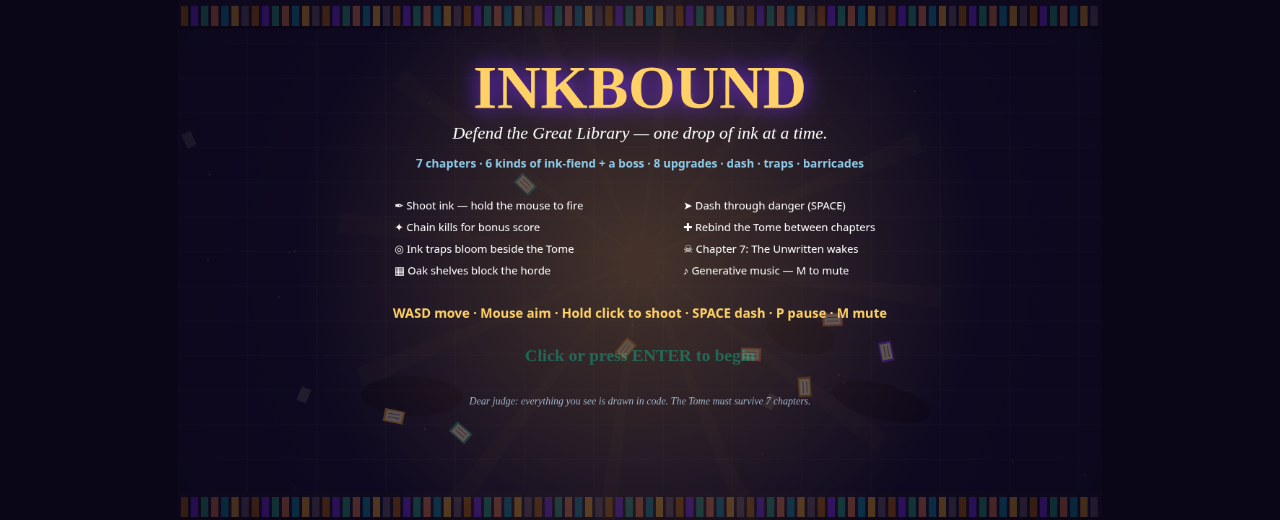 INKBOUND
Defend the Great Library — one drop of ink at a time.
7 chapters · 6 kinds of ink-fiend + a boss · 8 upgrades · dash · traps · barricades
✒ Shoot ink — hold the mouse to fire
✦ Chain kills for bonus score
◎ Ink traps bloom beside the Tome
▦ Oak shelves block the horde
➤ Dash through danger (SPACE)
✚ Rebind the Tome between chapters
☠ Chapter 7: The Unwritten wakes
♪ Generative music — M to mute
WASD move · Mouse aim · Hold click to shoot · SPACE dash · P pause · M mute
Click or press ENTER to begin
Dear judge: everything you see is drawn in code. The Tome must survive 7 chapters.